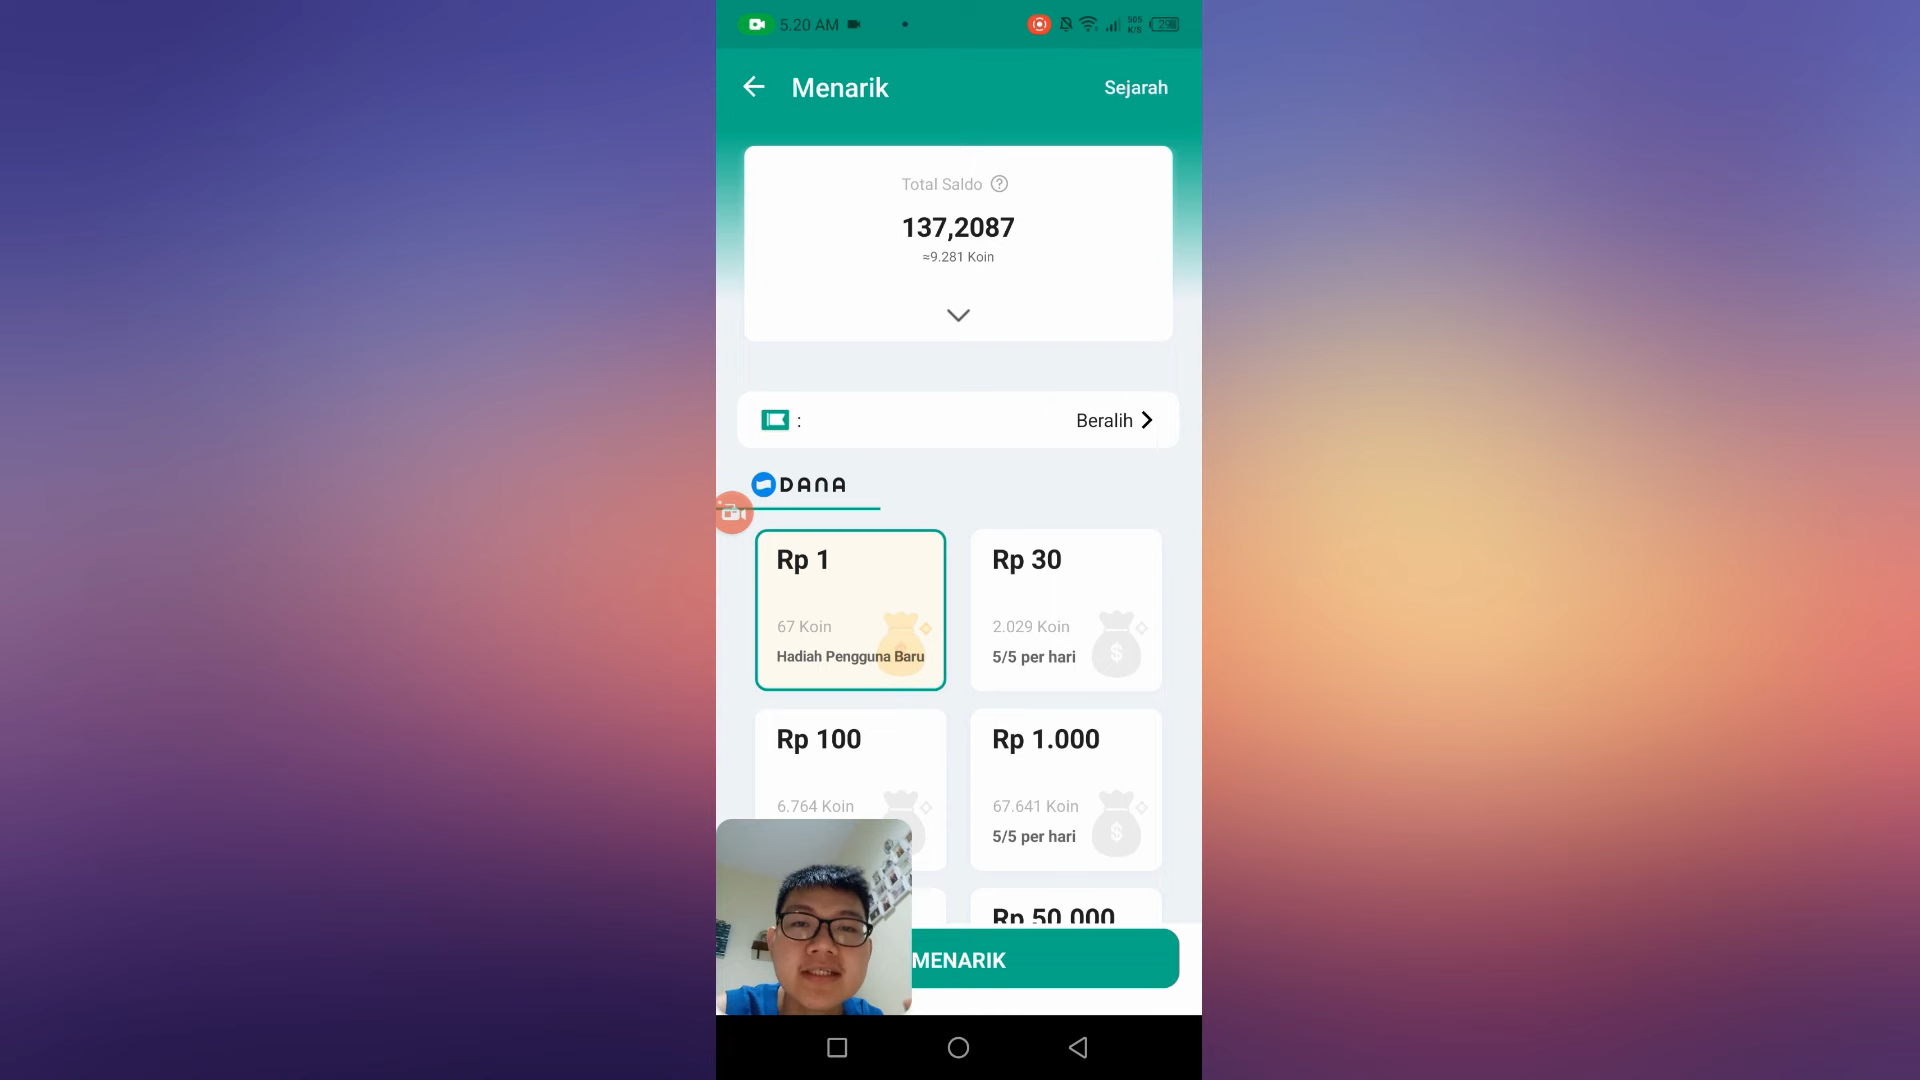 5.20 AM
505
K/S
29
Menarik
Sejarah
Total Saldo
137,2087
≈9.281 Koin
:
Beralih
DANA
Rp 1
67 Koin
Hadiah Pengguna Baru
Rp 30
2.029 Koin
5/5 per hari
Rp 100
6.764 Koin
Rp 1.000
67.641 Koin
5/5 per hari
Rp 50.000
MENARIK